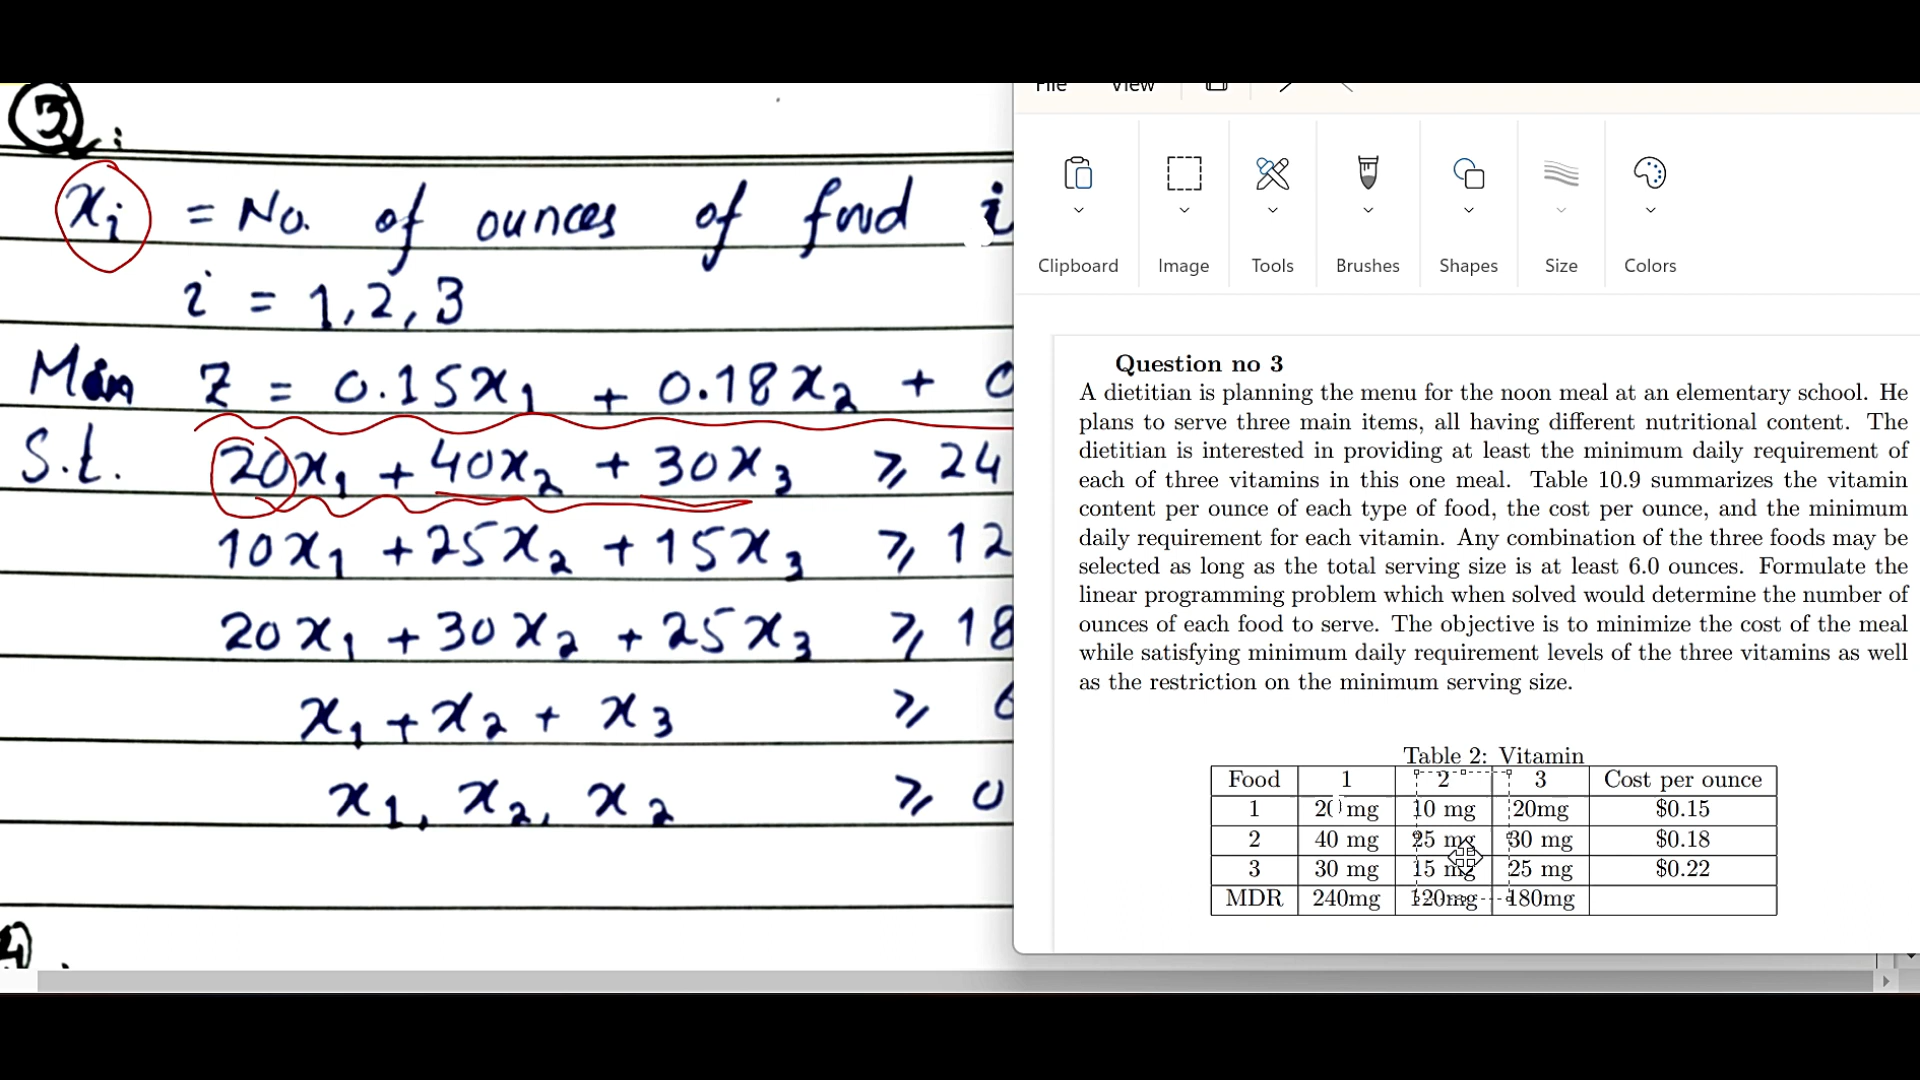 3:
xi = No. of ounces of food i
i = 1, 2, 3
Min Z = 0.15x₁ + 0.18x₂ +
S.t. 20x₁ + 40x₂ + 30x₃ ≥ 24
10x₁ + 25x₂ + 15x₃ ≥ 12
20x₁ + 30x₂ + 25x₃ ≥ 18
x₁ + x₂ + x₃ ≥ 6
x₁, x₂, x₂ ≥ 0
4
File View
Clipboard Image Tools Brushes Shapes Size Colors
Question no 3
A dietitian is planning the menu for the noon meal at an elementary school. He
plans to serve three main items, all having different nutritional content. The
dietitian is interested in providing at least the minimum daily requirement of
each of three vitamins in this one meal. Table 10.9 summarizes the vitamin
content per ounce of each type of food, the cost per ounce, and the minimum
daily requirement for each vitamin. Any combination of the three foods may be
selected as long as the total serving size is at least 6.0 ounces. Formulate the
linear programming problem which when solved would determine the number of
ounces of each food to serve. The objective is to minimize the cost of the meal
while satisfying minimum daily requirement levels of the three vitamins as well
as the restriction on the minimum serving size.
Table 2: Vitamin
Food 1 2 3 Cost per ounce
1 20 mg 10 mg 20mg $0.15
2 40 mg 25 mg 30 mg $0.18
3 30 mg 15 mg 25 mg $0.22
MDR 240mg 120mg 180mg